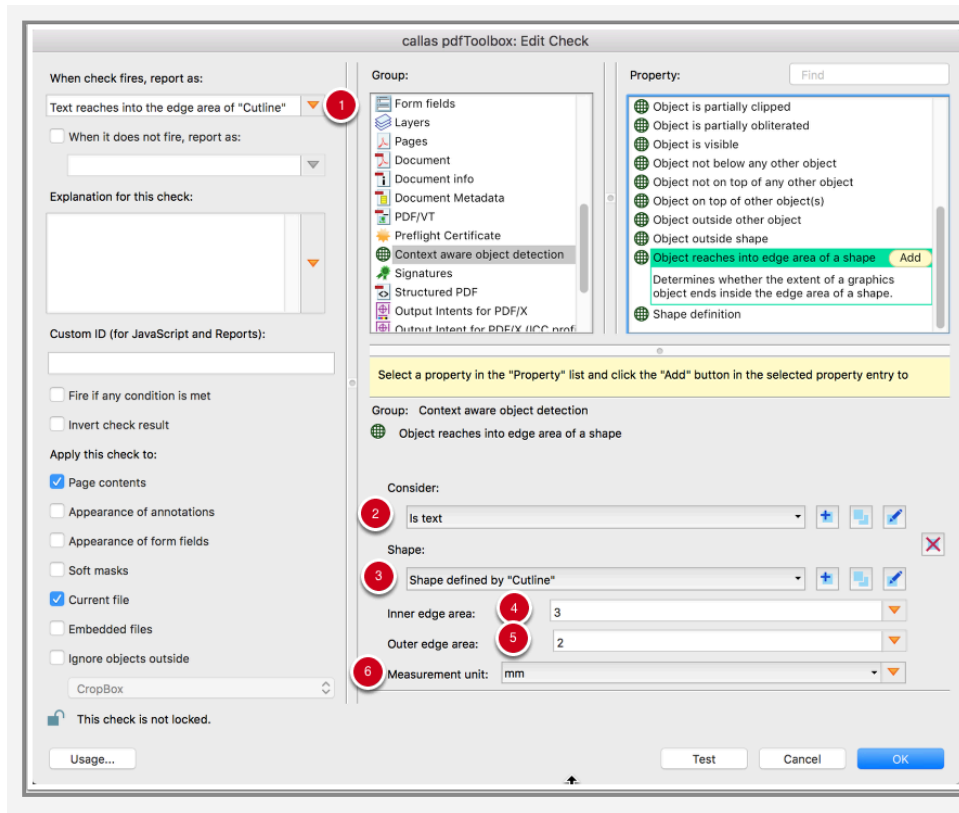 callas pdfToolbox: Edit Check
When check fires, report as:
Text reaches into the edge area of "Cutline"
1
When it does not fire, report as:
Explanation for this check:
Custom ID (for JavaScript and Reports):
Fire if any condition is met
Invert check result
Apply this check to:
Page contents
Appearance of annotations
Appearance of form fields
Soft masks
Current file
Embedded files
Ignore objects outside
CropBox
This check is not locked.
Usage...
Group:
Form fields
Layers
Pages
Document
Document info
Document Metadata
PDF/VT
Preflight Certificate
Context aware object detection
Signatures
Structured PDF
Output Intents for PDF/X
Output Intent for PDF/X (ICC profi
Property:
Find
Object is partially clipped
Object is partially obliterated
Object is visible
Object not below any other object
Object not on top of any other object
Object on top of other object(s)
Object outside other object
Object outside shape
Object reaches into edge area of a shape Add
Determines whether the extent of a graphics
object ends inside the edge area of a shape.
Shape definition
Select a property in the "Property" list and click the "Add" button in the selected property entry to
Group: Context aware object detection
Object reaches into edge area of a shape
Consider:
2 Is text
Shape:
3 Shape defined by "Cutline"
Inner edge area: 4 3
Outer edge area: 5 2
6 Measurement unit: mm
Test Cancel OK